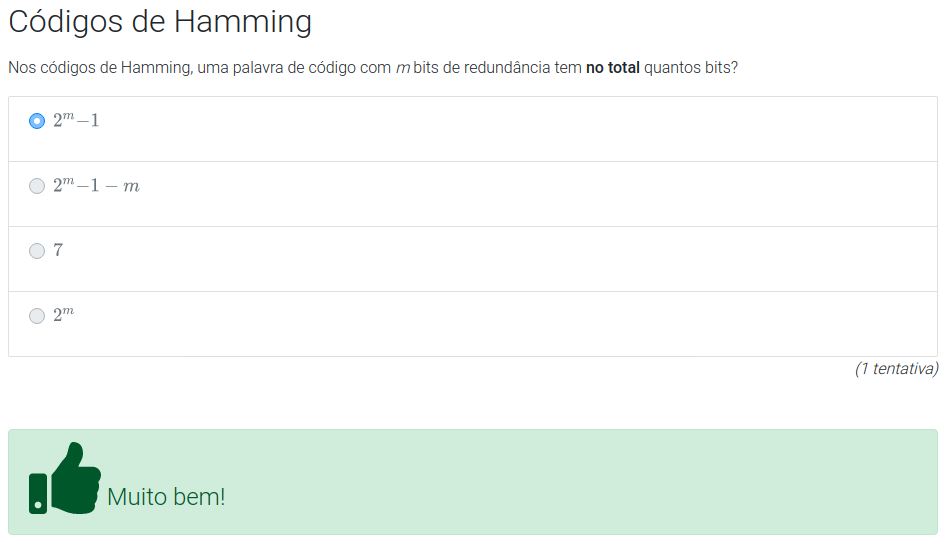 Códigos de Hamming
Nos códigos de Hamming, uma palavra de código com m bits de redundância tem no total quantos bits?
2^m−1
2^m−1 − m
7
2^m
(1 tentativa)
Muito bem!